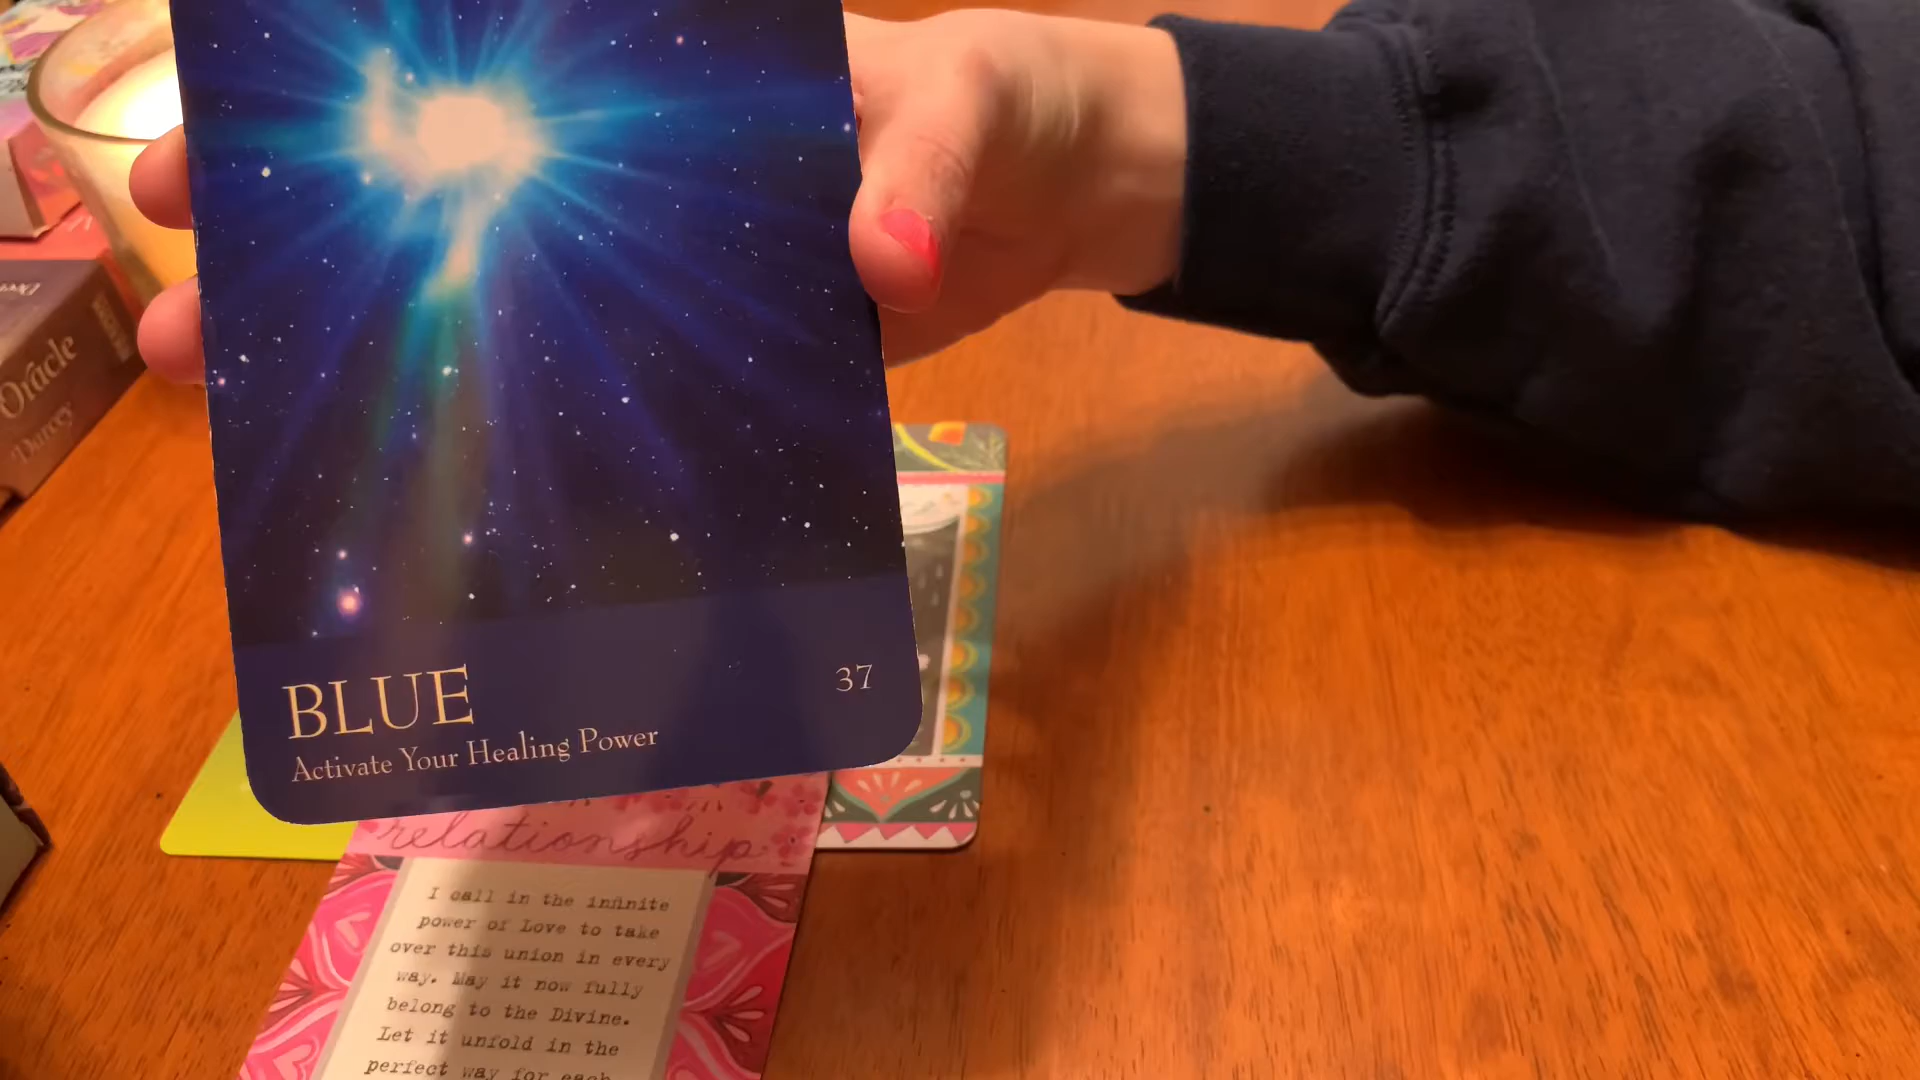 Oracle
Darcey
BLUE
37
Activate Your Healing Power
relationship
I call in the infinite
power of Love to take
over this union in every
way. May it now fully
belong to the Divine.
Let it unfold in the
perfect way for each